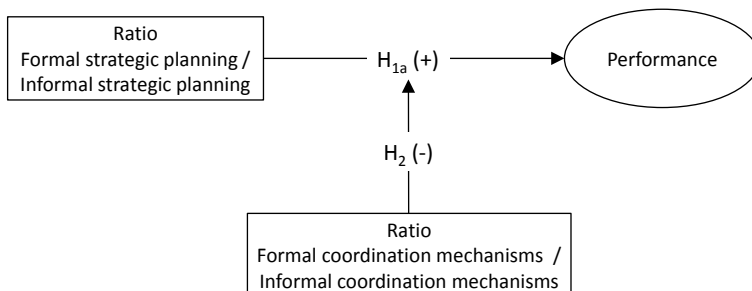 Ratio
Formal strategic planning /
Informal strategic planning
H1a (+)
Performance
H2 (-)
Ratio
Formal coordination mechanisms /
Informal coordination mechanisms